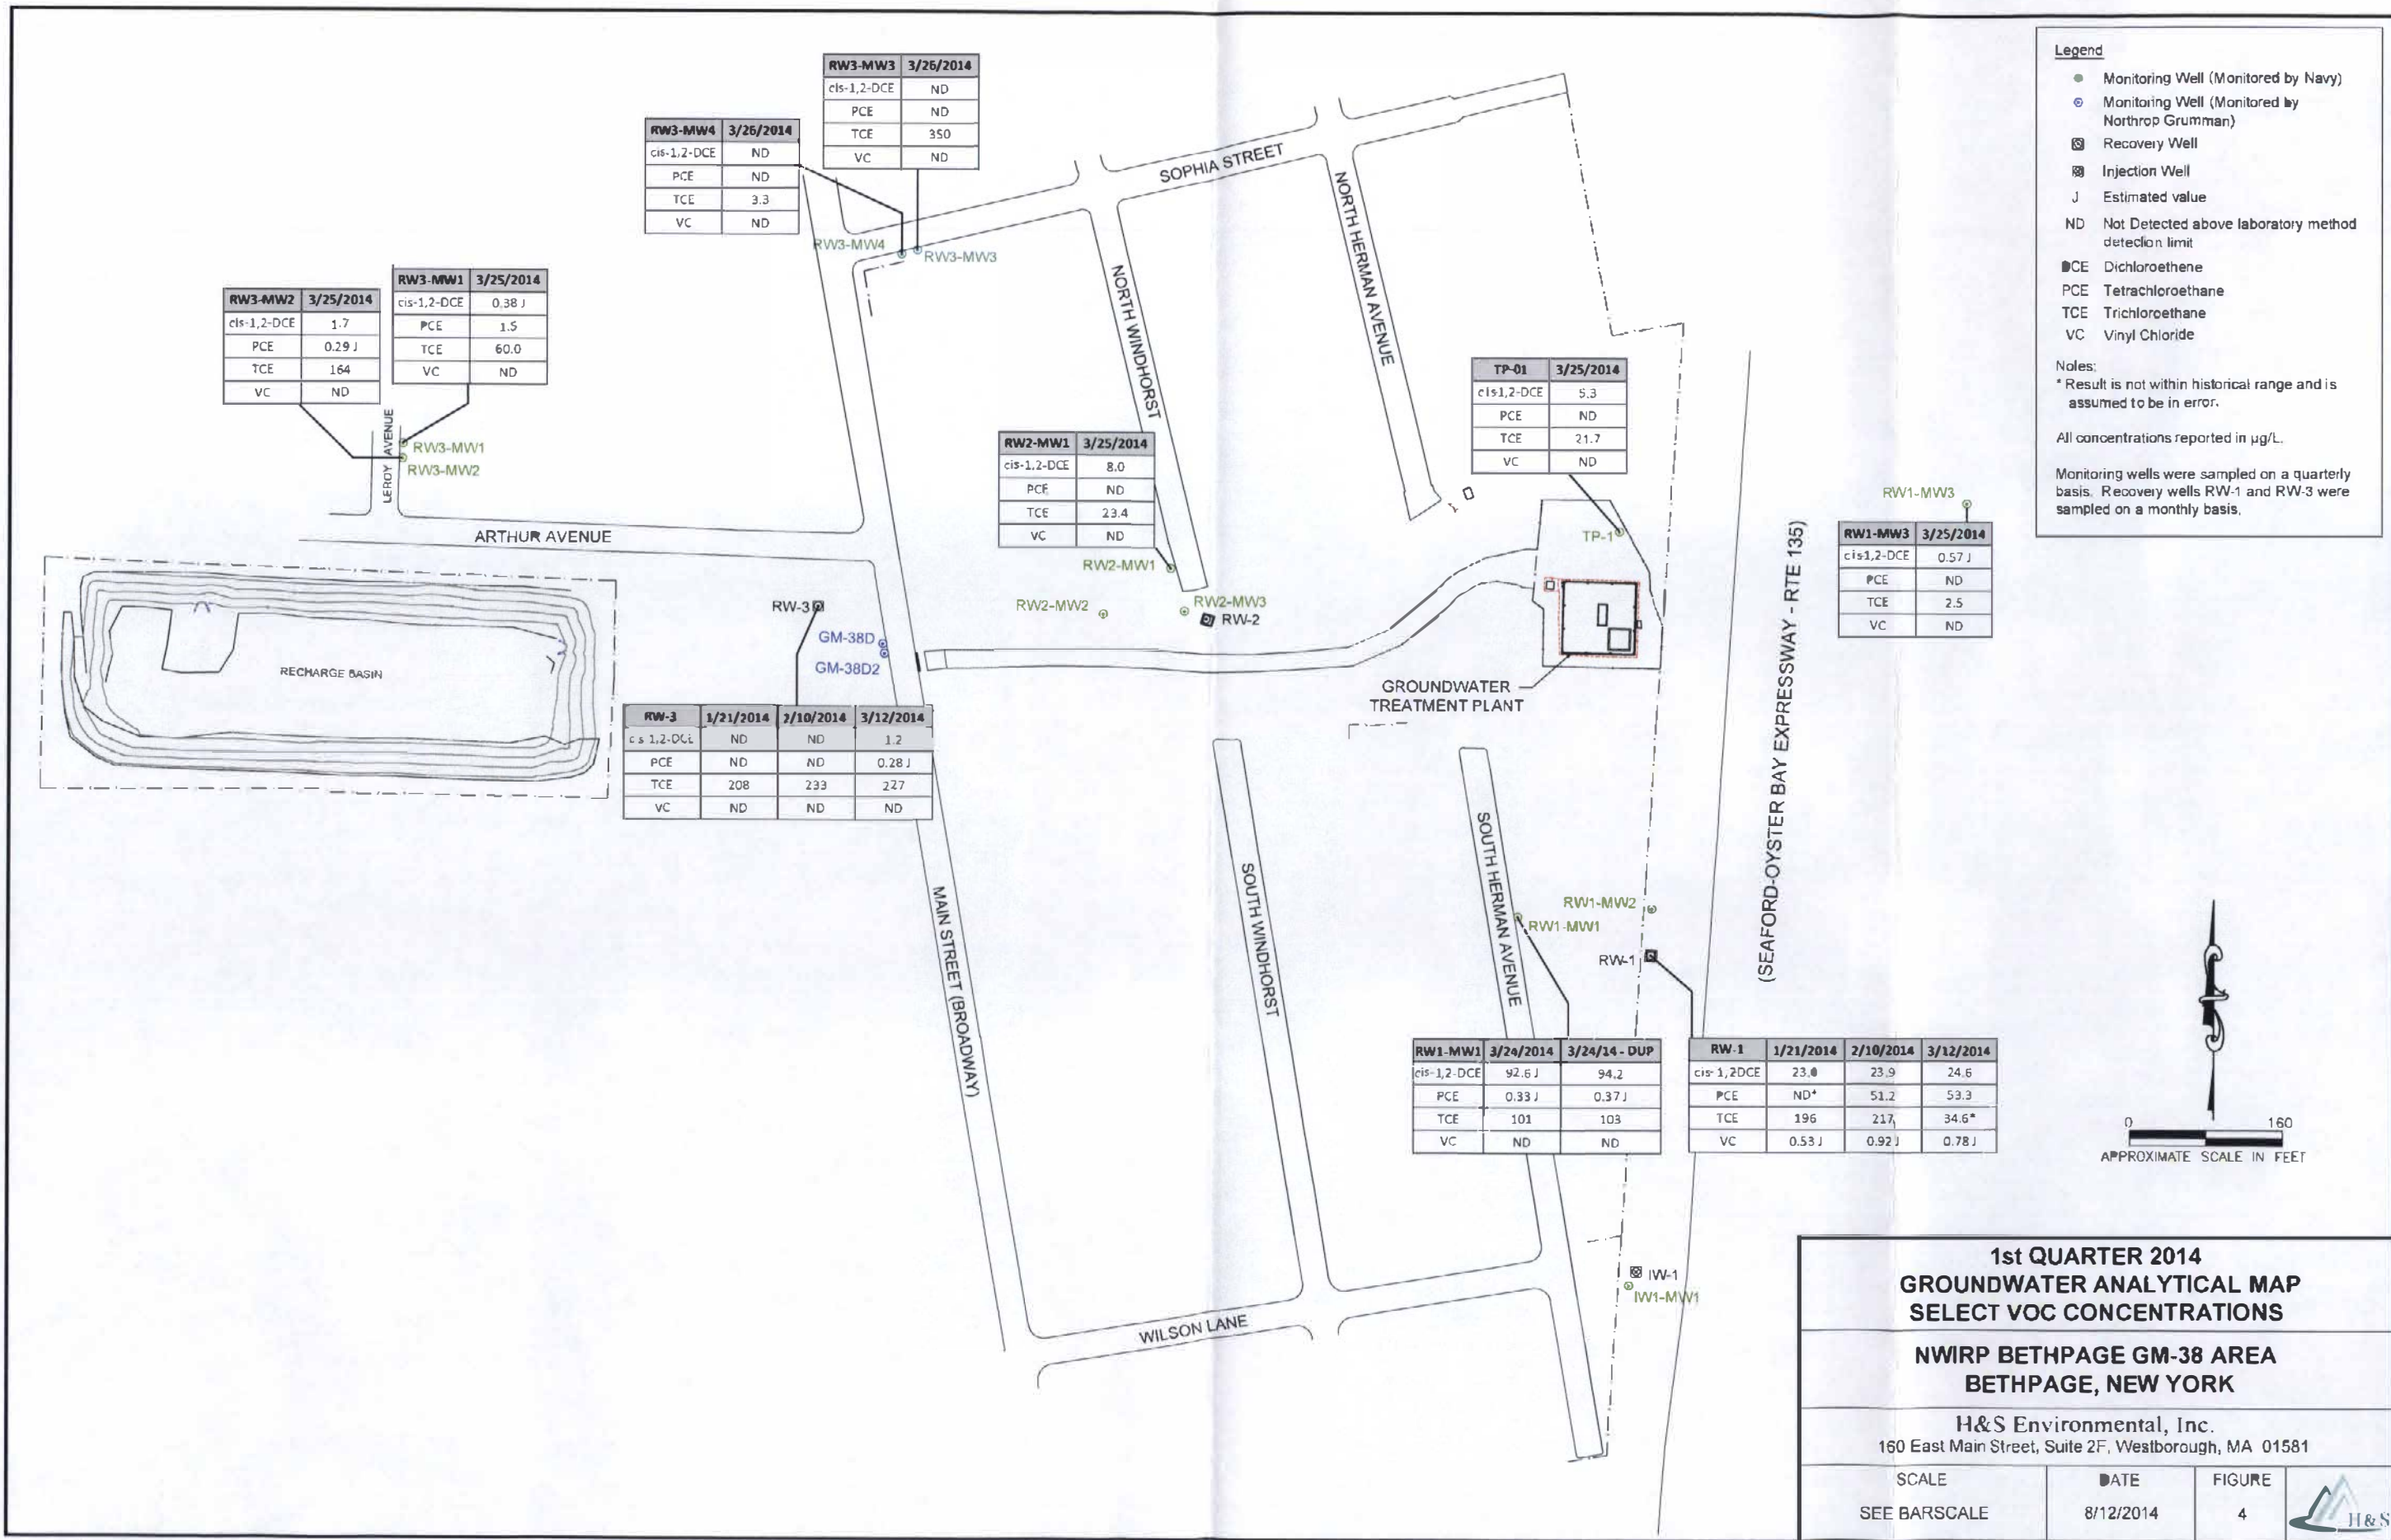 RW3-MW3 3/26/2014
cis-1,2-DCE ND
PCE ND
TCE 350
VC ND
RW3-MW4 3/26/2014
cis-1,2-DCE ND
PCE ND
TCE 3.3
VC ND
RW3-MW1 3/25/2014
cis-1,2-DCE 0.38 J
PCE 1.5
TCE 60.0
VC ND
RW3-MW2 3/25/2014
cis-1,2-DCE 1.7
PCE 0.29 J
TCE 164
VC ND
SOPHIA STREET
RW3-MW4
RW3-MW3
NORTH WINDHORST
NORTH HERMAN AVENUE
LEROY AVENUE
RW3-MW1
RW3-MW2
ARTHUR AVENUE
RW2-MW1 3/25/2014
cis-1,2-DCE 8.0
PCE ND
TCE 23.4
VC ND
TP-01 3/25/2014
cis1,2-DCE 5.3
PCE ND
TCE 21.7
VC ND
TP-1
RW2-MW1
RW2-MW2
RW2-MW3
RW-2
RW-3
GM-38D
GM-38D2
RECHARGE BASIN
GROUNDWATER
TREATMENT PLANT
RW-3 1/21/2014 2/10/2014 3/12/2014
ND ND 1.2
PCE ND ND 0.28 J
TCE 208 233 227
VC ND ND ND
(SEAFORD-OYSTER BAY EXPRESSWAY - RTE 135)
RW1-MW3
RW1-MW3 3/25/2014
cis1,2-DCE 0.57 J
PCE ND
TCE 2.5
VC ND
MAIN STREET (BROADWAY)
SOUTH WINDHORST
SOUTH HERMAN AVENUE
RW1-MW2
RW1-MW1
RW-1
RW1-MW1 3/24/2014 3/24/14 - DUP
cis-1,2-DCE 92.6 J 94.2
PCE 0.33 J 0.37 J
TCE 101 103
VC ND ND
RW-1 1/21/2014 2/10/2014 3/12/2014
cis-1,2DCE 23.0 23.9 24.6
PCE ND* 51.2 53.3
TCE 196 217 34.6*
VC 0.53 J 0.92 J 0.78 J
IW-1
IW1-MW1
WILSON LANE
Legend
Monitoring Well (Monitored by Navy)
Monitoring Well (Monitored by
Northrop Grumman)
Recovery Well
Injection Well
J Estimated value
ND Not Detected above laboratory method
detection limit
DCE Dichloroethene
PCE Tetrachloroethane
TCE Trichloroethane
VC Vinyl Chloride
Notes:
* Result is not within historical range and is
assumed to be in error.
All concentrations reported in µg/L.
Monitoring wells were sampled on a quarterly
basis. Recovery wells RW-1 and RW-3 were
sampled on a monthly basis.
0 160
APPROXIMATE SCALE IN FEET
1st QUARTER 2014
GROUNDWATER ANALYTICAL MAP
SELECT VOC CONCENTRATIONS
NWIRP BETHPAGE GM-38 AREA
BETHPAGE, NEW YORK
H&S Environmental, Inc.
160 East Main Street, Suite 2F, Westborough, MA 01581
SCALE DATE FIGURE
SEE BARSCALE 8/12/2014 4
H&S